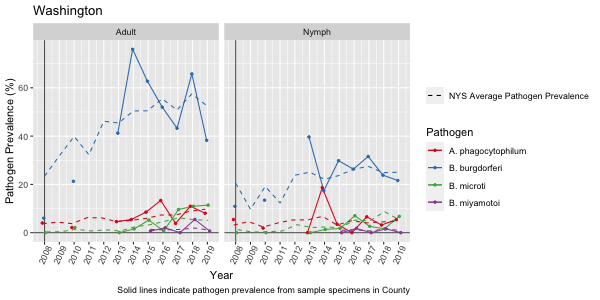 Washington
Adult
Nymph
Pathogen Prevalence (%)
80
60
40
20
0
2008 2009 2010 2011 2012 2013 2014 2015 2016 2017 2018 2019
2008 2009 2010 2011 2012 2013 2014 2015 2016 2017 2018 2019
Year
Solid lines indicate pathogen prevalence from sample specimens in County
NYS Average Pathogen Prevalence
Pathogen
A. phagocytophilum
B. burgdorferi
B. microti
B. miyamotoi